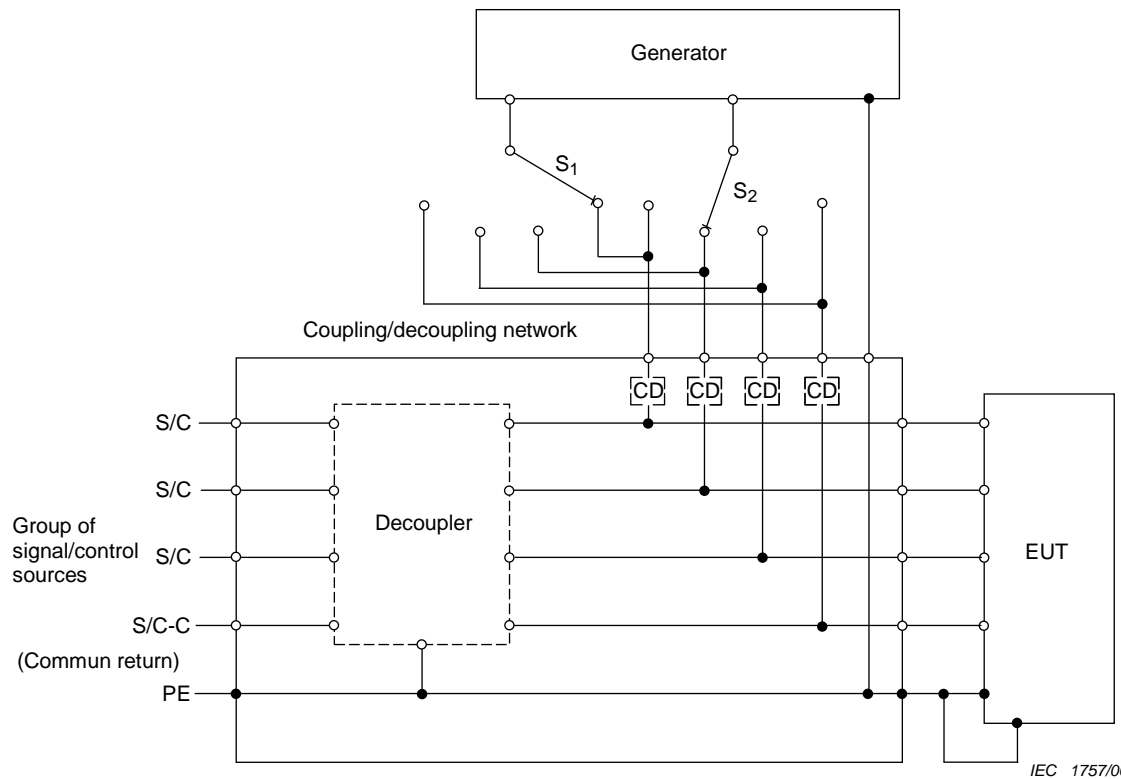 Generator
S1
S2
Coupling/decoupling network
CD CD CD CD
S/C
S/C
Decoupler
Group of
signal/control
sources
S/C
EUT
S/C-C
(Commun return)
PE
IEC 1757/0